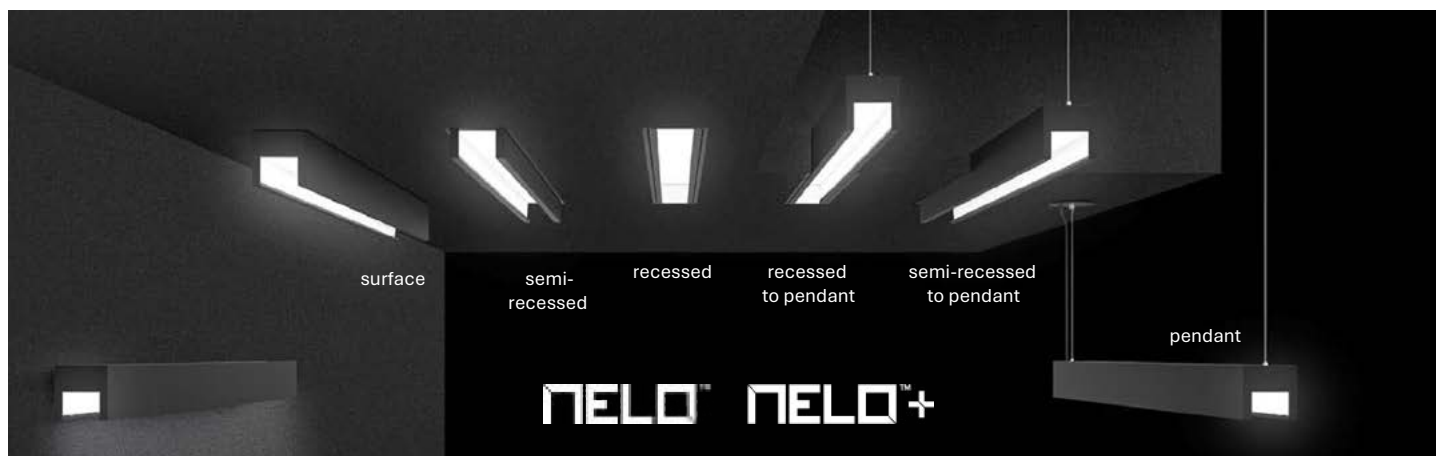 surface
semi-
recessed
recessed
recessed
to pendant
semi-recessed
to pendant
pendant
NELO™ NELO™+